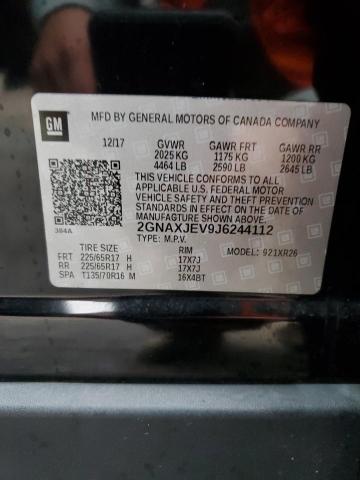 GM
MFD BY GENERAL MOTORS OF CANADA COMPANY
12/17 GVWR GAWR FRT GAWR RR
2025 KG 1175 KG 1200 KG
4464 LB 2590 LB 2645 LB
THIS VEHICLE CONFORMS TO ALL
APPLICABLE U.S. FEDERAL MOTOR
VEHICLE SAFETY AND THEFT PREVENTION
STANDARDS IN EFFECT ON THE DATE OF
MANUFACTURE SHOWN ABOVE.
384A 2GNAXJEV9J6244112
TYPE: M.P.V. MODEL: 921XR26
TIRE SIZE RIM
FRT 225/65R17 H 17X7J
RR 225/65R17 H 17X7J
SPA T135/70R16 M 16X4BT